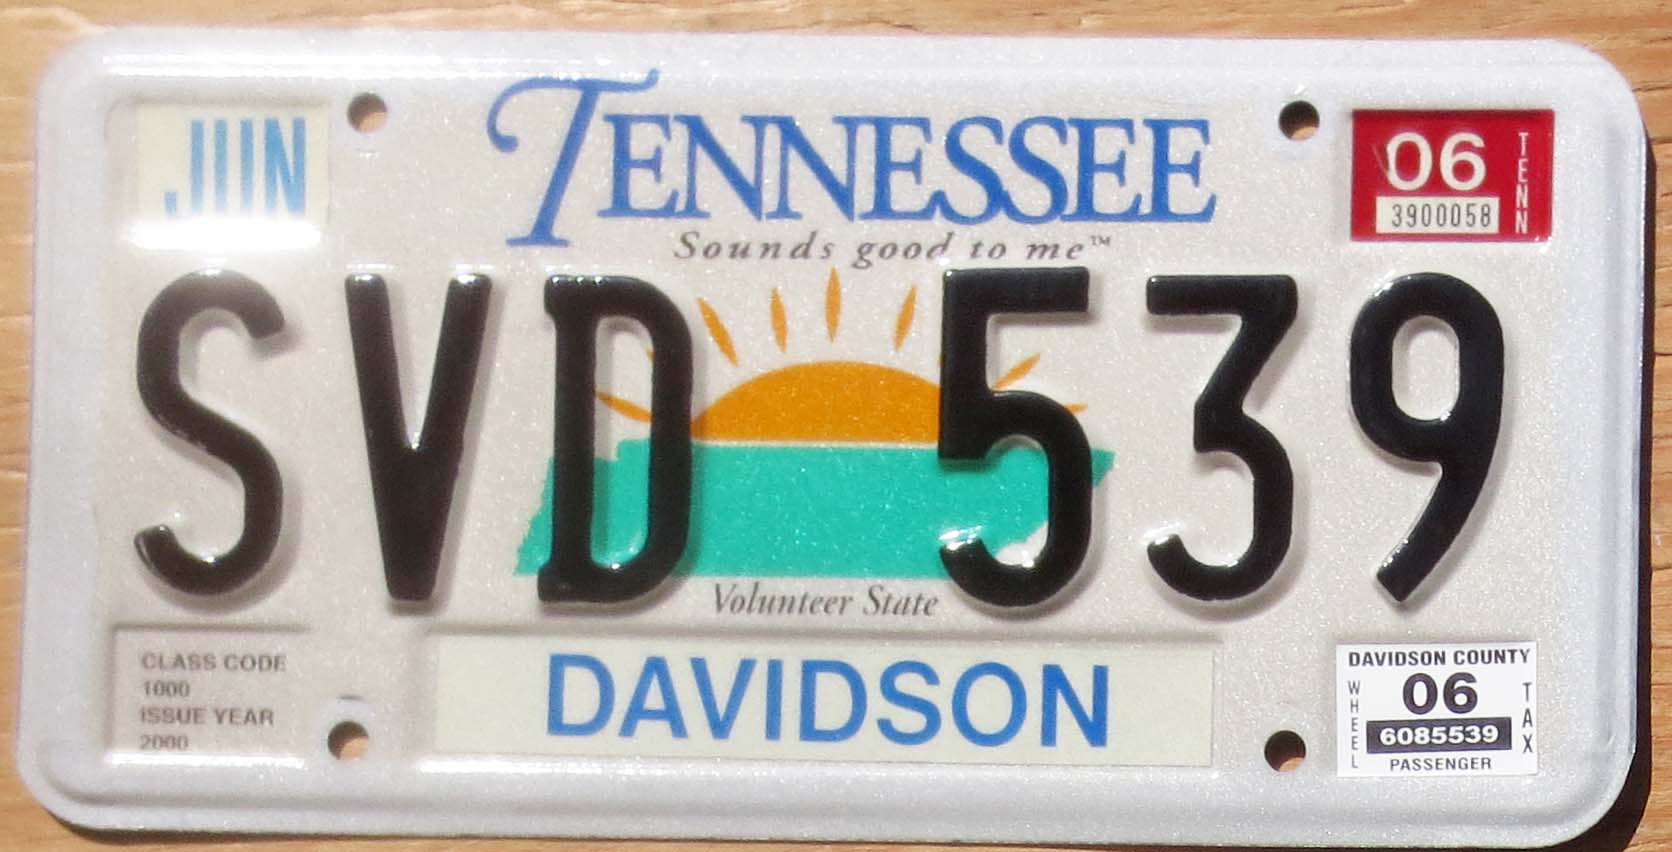 JUN
TENNESSEE
06
TENN
3900058
Sounds good to me™
SVD 539
Volunteer State
CLASS CODE
1000
ISSUE YEAR
2000
DAVIDSON
DAVIDSON COUNTY
WHEEL
06
TAX
6085539
PASSENGER